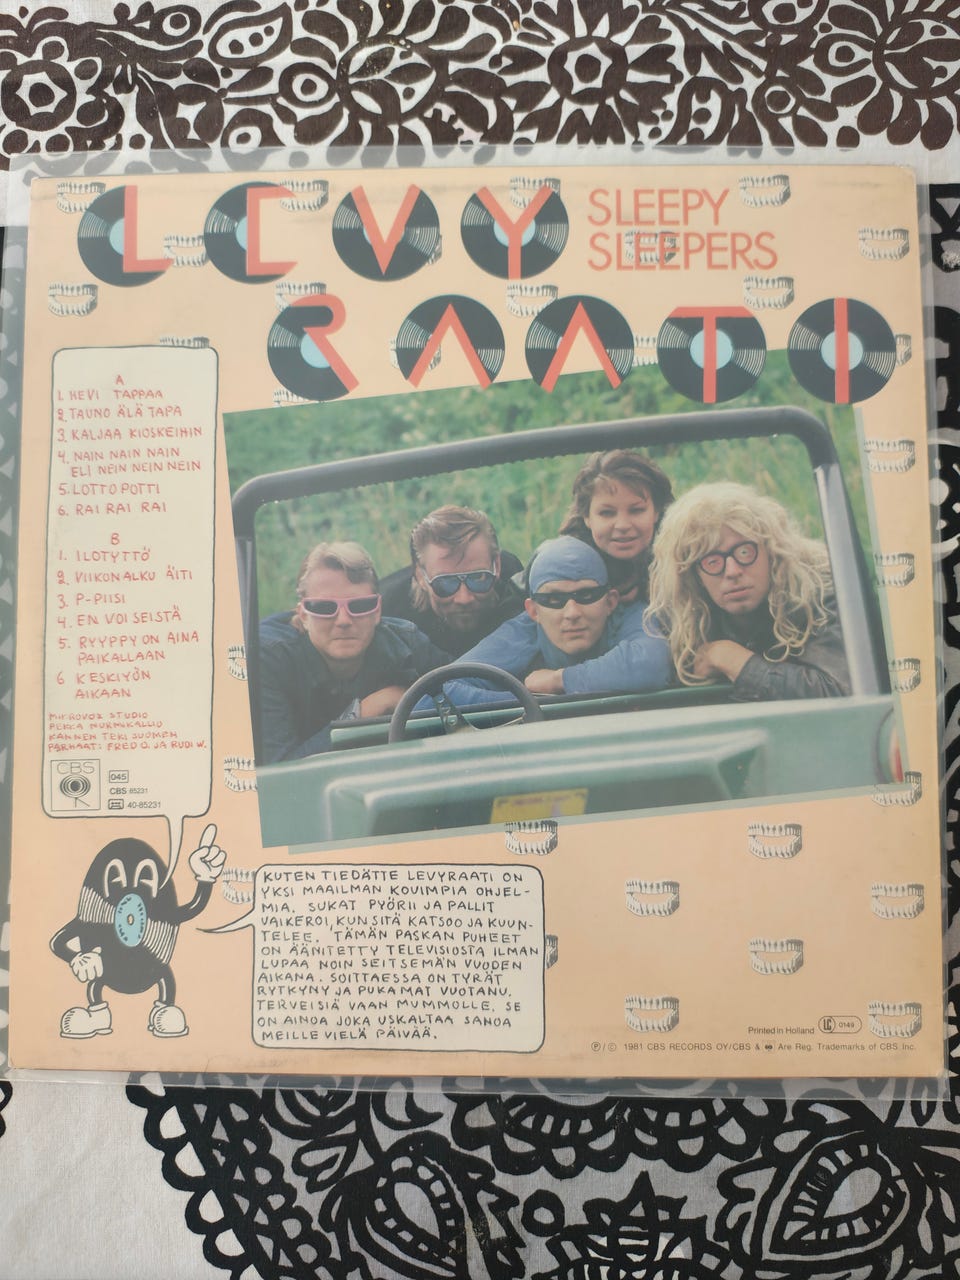 LEVY
SLEEPY
SLEEPERS
RAATI
A
1. HEVI TAPPAA
2. TAUNO ÄLÄ TAPA
3. KALJAA KIOSKEIHIN
4. NAIN NAIN NAIN
ELI NEIN NEIN NEIN
5. LOTTO POTTI
6. RAI RAI RAI
B
1. ILOTYTTÖ
2. VIIKON ALKU ÄITI
3. P-PIISI
4. EN VOI SEISTÄ
5. RYYPPY ON AINA
PAIKALLAAN
6 KESKIYÖN
AIKAAN
MICROVOX STUDIO
PEKKA NURMIKALLIO
KANNEN TEKI SUOMEN
PARHAAT: FRED O. JA RUDI W.
CBS
045
CBS 85231
40-85231
KUTEN TIEDÄTTE LEVYRAATI ON
YKSI MAAILMAN KOVIMPIA OHJEL-
MIA. SUKAT PYÖRII JA PALLIT
VAIKEROI, KUN SITÄ KATSOO JA KUUN-
TELEE. TÄMÄN PASKAN PUHEET
ON ÄÄNITETTY TELEVISIOSTA ILMAN
LUPAA NOIN SEITSEMÄN VUODEN
AIKANA. SOITTAESSA ON TYRÄT
RYTKYNY JA PUKAMAT VUOTANU.
TERVEISIÄ VAAN MUMMOLLE. SE
ON AINOA JOKA USKALTAA SANOA
MEILLE VIELÄ PÄIVÄÄ.
Printed in Holland LC 0149
Ⓟ/© 1981 CBS RECORDS OY/CBS & Are Reg. Trademarks of CBS Inc.